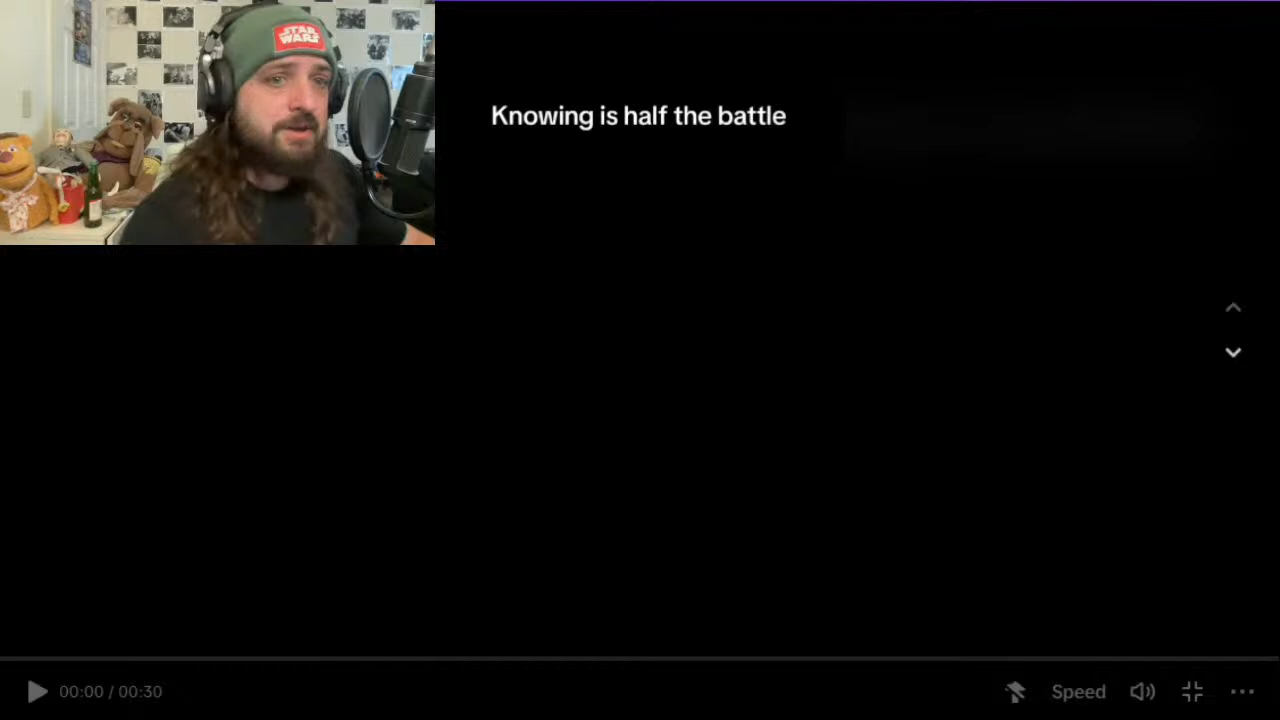 STAR
WARS
Knowing is half the battle
00:00 / 00:30
Speed